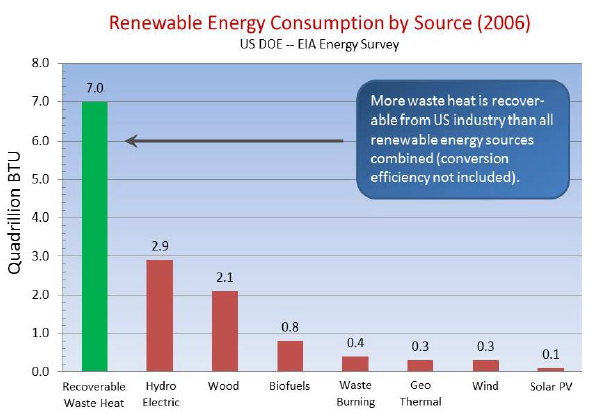 Renewable Energy Consumption by Source (2006)
US DOE -- EIA Energy Survey
Quadrillion BTU
8.0
7.0
6.0
5.0
4.0
3.0
2.0
1.0
0.0
7.0
2.9
2.1
0.8
0.4
0.3
0.3
0.1
More waste heat is recover-
able from US industry than all
renewable energy sources
combined (conversion
efficiency not included).
Recoverable
Waste Heat
Hydro
Electric
Wood
Biofuels
Waste
Burning
Geo
Thermal
Wind
Solar PV